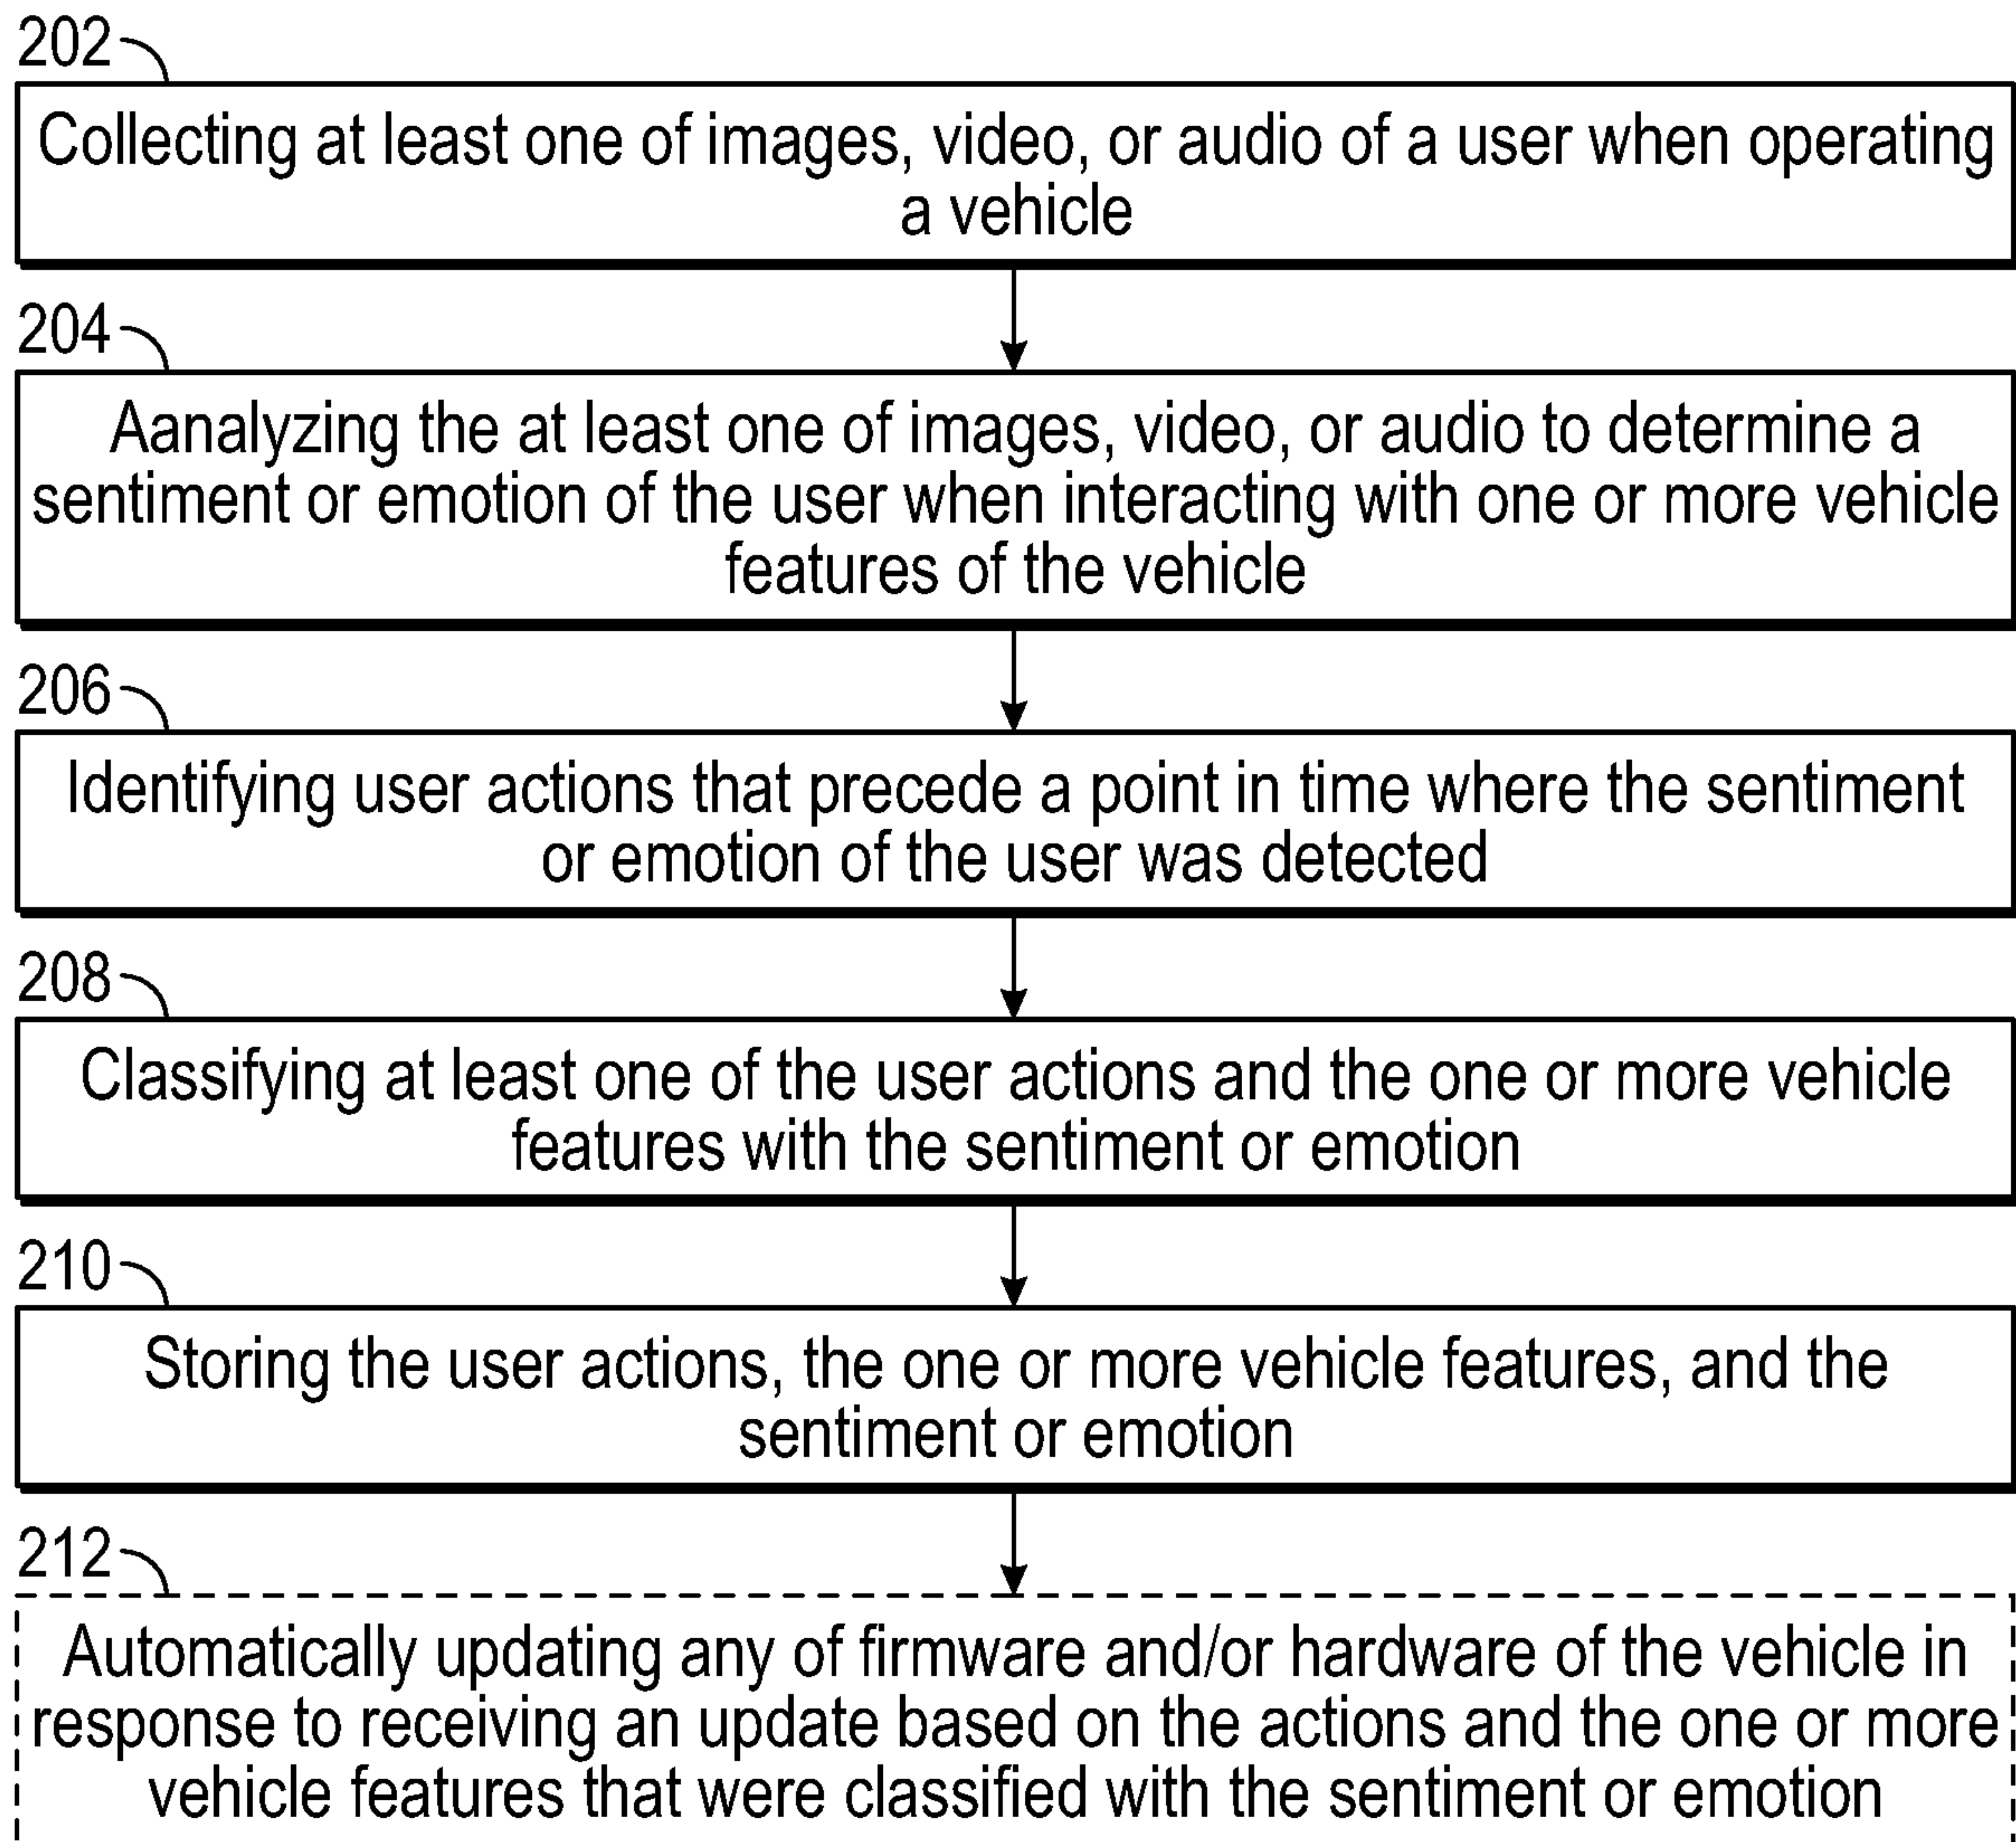 202
Collecting at least one of images, video, or audio of a user when operating
a vehicle
204
Aanalyzing the at least one of images, video, or audio to determine a
sentiment or emotion of the user when interacting with one or more vehicle
features of the vehicle
206
Identifying user actions that precede a point in time where the sentiment
or emotion of the user was detected
208
Classifying at least one of the user actions and the one or more vehicle
features with the sentiment or emotion
210
Storing the user actions, the one or more vehicle features, and the
sentiment or emotion
212
Automatically updating any of firmware and/or hardware of the vehicle in
response to receiving an update based on the actions and the one or more
vehicle features that were classified with the sentiment or emotion